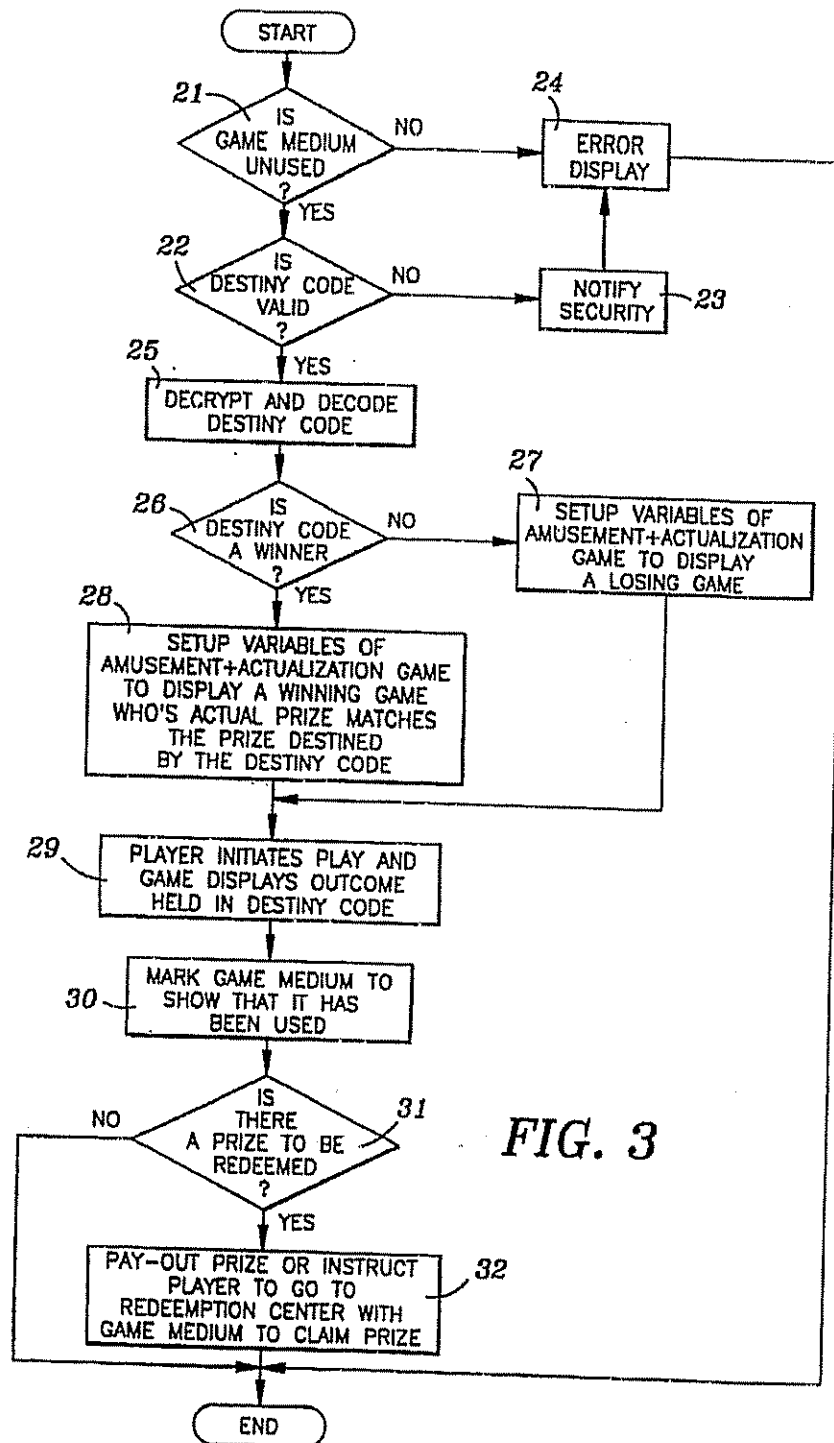 START
21
IS
GAME MEDIUM
UNUSED
?
NO
24
ERROR
DISPLAY
YES
22
IS
DESTINY CODE
VALID
?
NO
NOTIFY
SECURITY
23
YES
25
DECRYPT AND DECODE
DESTINY CODE
26
IS
DESTINY CODE
A WINNER
?
NO
27
SETUP VARIABLES OF
AMUSEMENT+ACTUALIZATION
GAME TO DISPLAY
A LOSING GAME
YES
28
SETUP VARIABLES OF
AMUSEMENT+ACTUALIZATION GAME
TO DISPLAY A WINNING GAME
WHO'S ACTUAL PRIZE MATCHES
THE PRIZE DESTINED
BY THE DESTINY CODE
29
PLAYER INITIATES PLAY AND
GAME DISPLAYS OUTCOME
HELD IN DESTINY CODE
30
MARK GAME MEDIUM TO
SHOW THAT IT HAS
BEEN USED
NO
IS
THERE
A PRIZE TO BE
REDEEMED
?
31
FIG. 3
YES
PAY-OUT PRIZE OR INSTRUCT
PLAYER TO GO TO
REDEEMPTION CENTER WITH
GAME MEDIUM TO CLAIM PRIZE
32
END